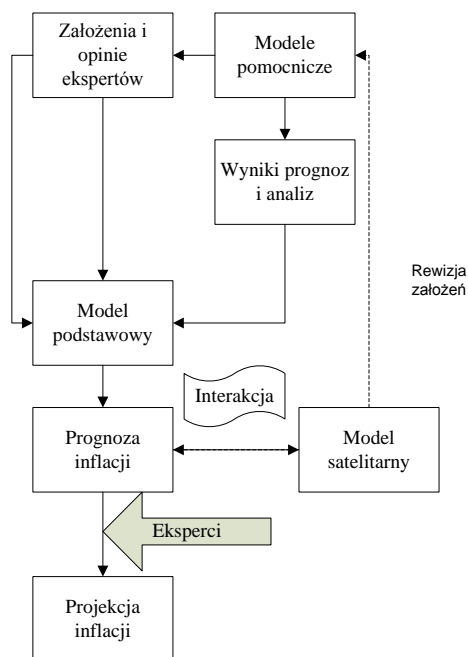 Założenia i
opinie
ekspertów
Modele
pomocnicze
Wyniki prognoz
i analiz
Rewizja
założeń
Model
podstawowy
Interakcja
Prognoza
inflacji
Model
satelitarny
Eksperci
Projekcja
inflacji